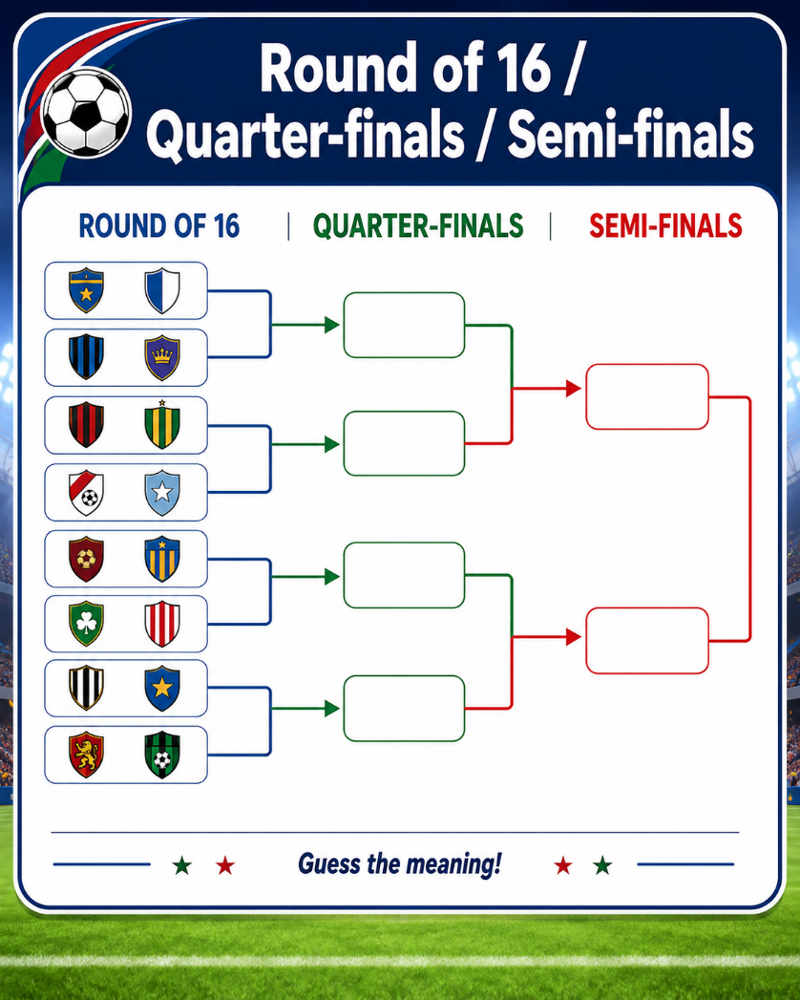 Round of 16 /
Quarter-finals / Semi-finals
ROUND OF 16 | QUARTER-FINALS | SEMI-FINALS
Guess the meaning!